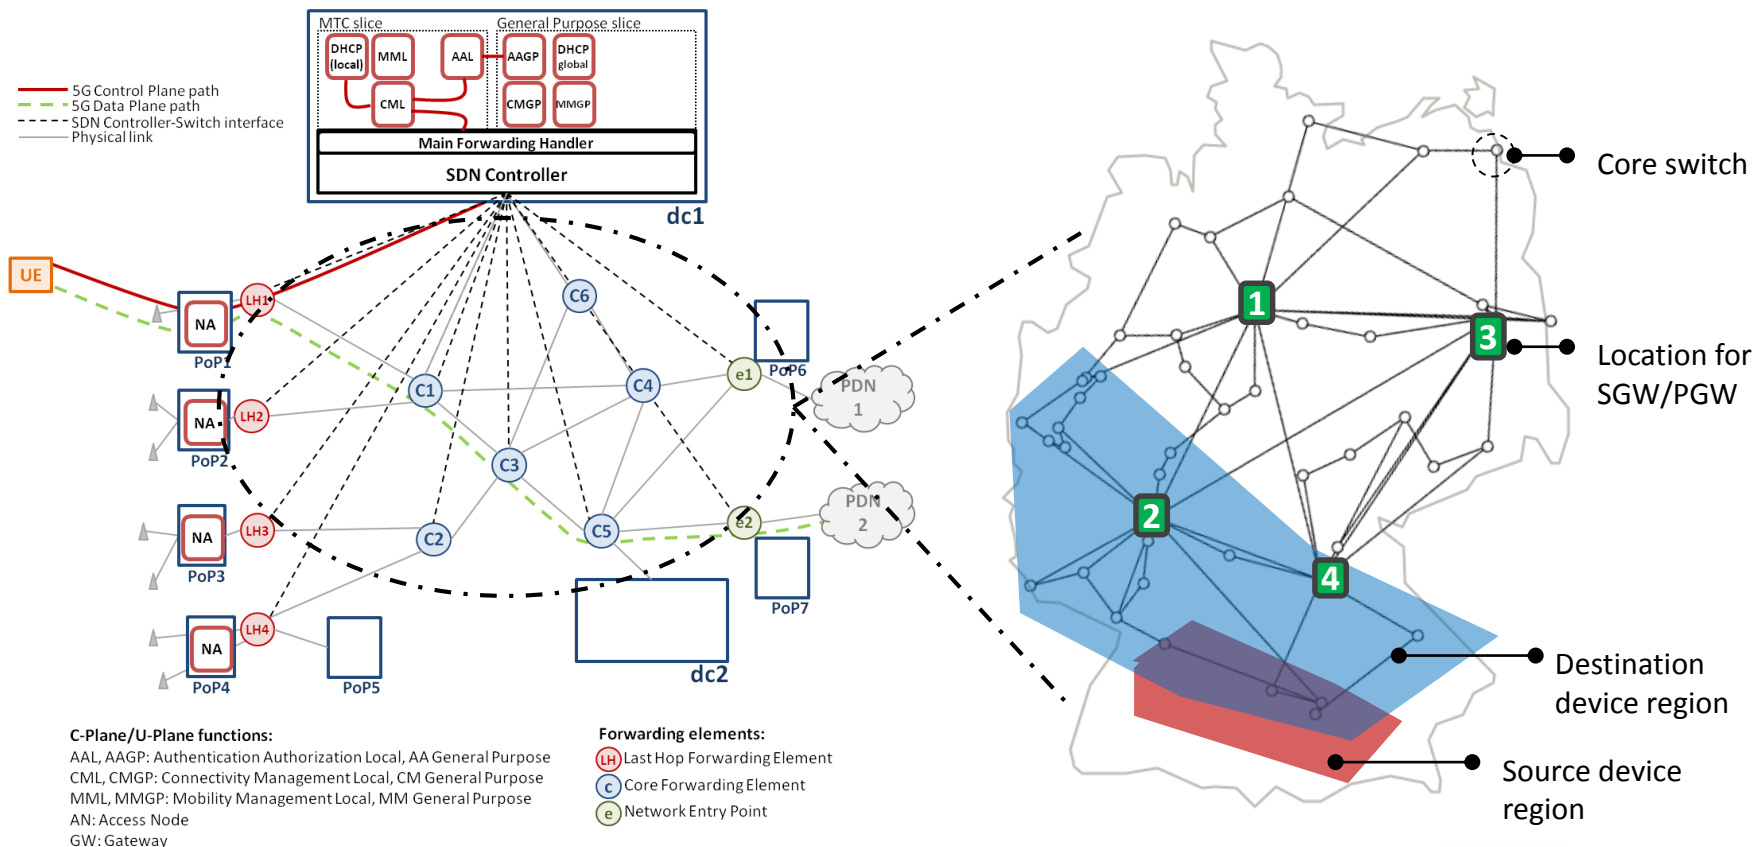 MTC slice
General Purpose slice
DHCP
(local)
MML
AAL
AAGP
DHCP
global
CML
CMGP
MMGP
Main Forwarding Handler
SDN Controller
dc1
5G Control Plane path
5G Data Plane path
SDN Controller-Switch interface
Physical link
UE
NA
PoP1
LH1
NA
PoP2
LH2
NA
PoP3
LH3
NA
PoP4
LH4
PoP5
C1
C2
C3
C4
C5
C6
e1
e2
PoP6
PoP7
PDN
1
PDN
2
dc2
C-Plane/U-Plane functions:
AAL, AAGP: Authentication Authorization Local, AA General Purpose
CML, CMGP: Connectivity Management Local, CM General Purpose
MML, MMGP: Mobility Management Local, MM General Purpose
AN: Access Node
GW: Gateway
Forwarding elements:
LH Last Hop Forwarding Element
c Core Forwarding Element
e Network Entry Point
1
2
3
4
Core switch
Location for
SGW/PGW
Destination
device region
Source device
region